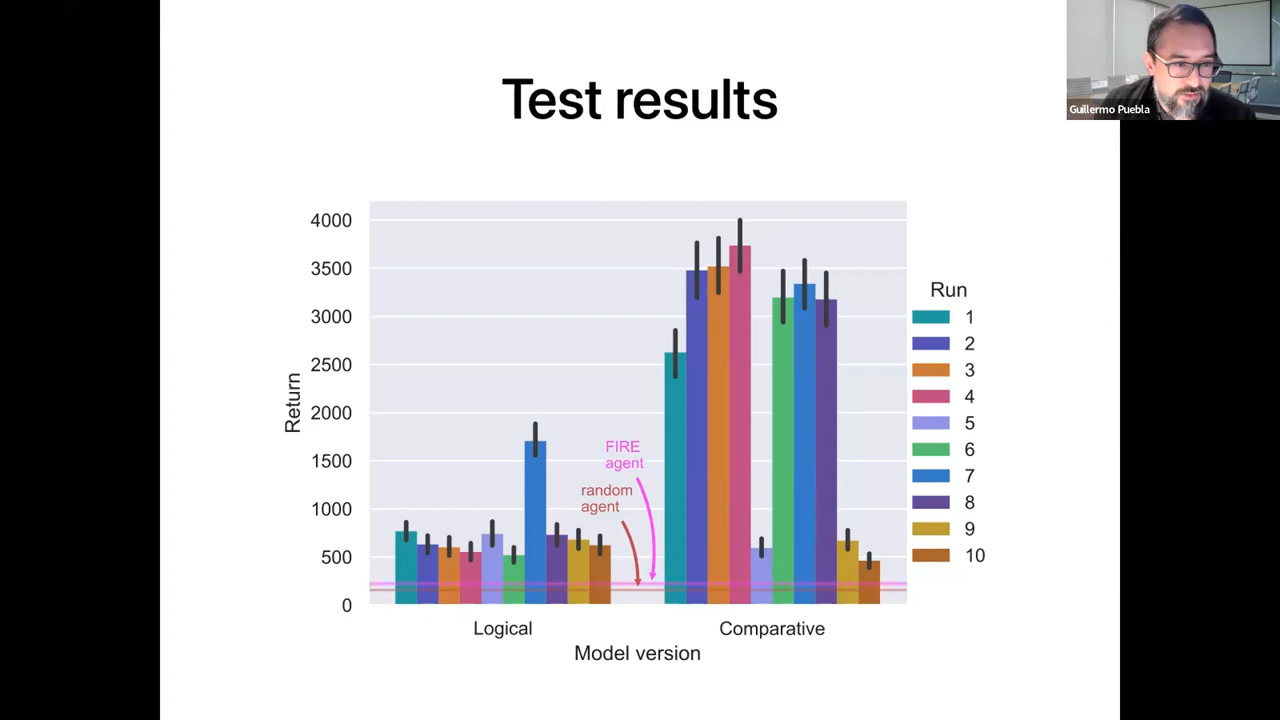 Guillermo Puebla
Test results
4000
3500
3000
2500
2000
1500
1000
500
0
Return
FIRE
agent
random
agent
Logical
Comparative
Model version
Run
1
2
3
4
5
6
7
8
9
10